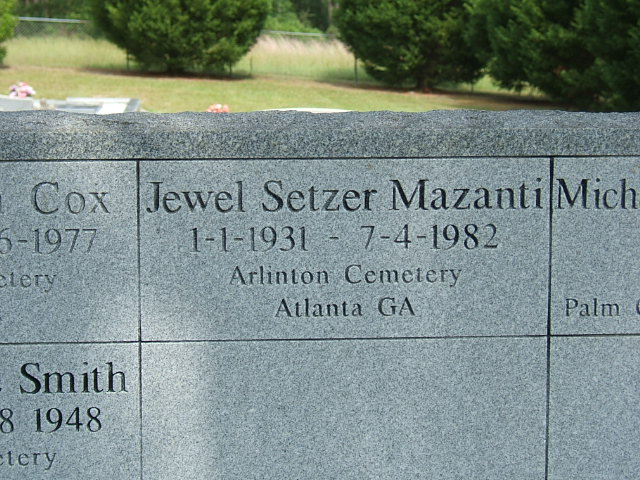 Cox
Jewel Setzer Mazanti
1-1-1931 - 7-4-1982
Arlinton Cemetery
Atlanta GA
6-1977
etery
Mich
Palm
Smith
8 1948
etery